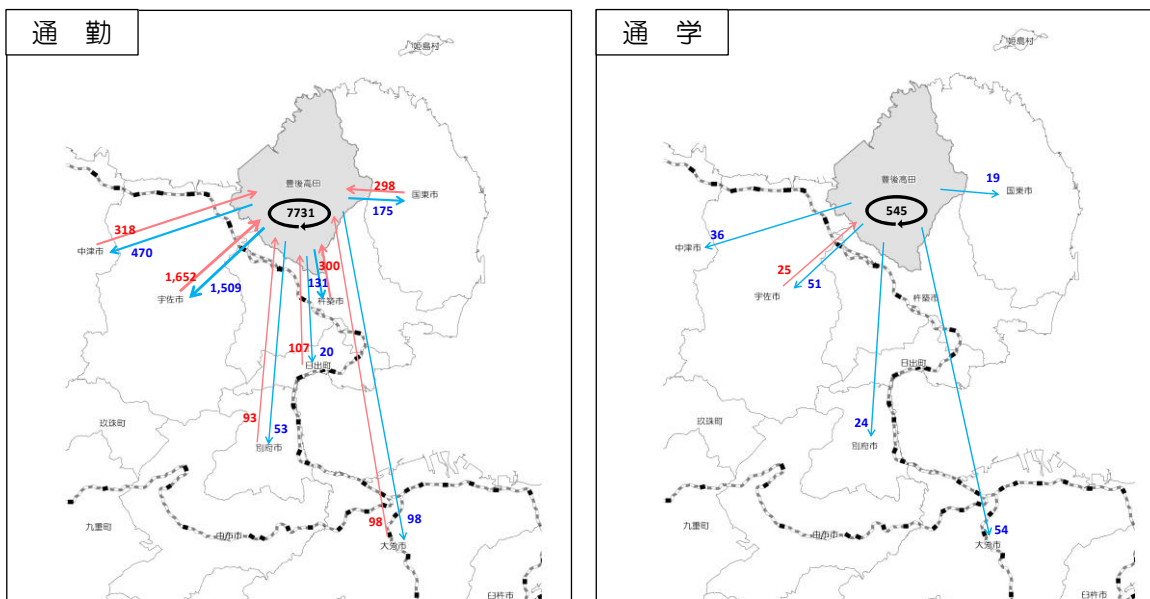 通 勤
姫島村
豊後高田
7731
298
国東市
175
318
中津市
470
1,652
1,509
宇佐市
300
131
杵築市
107
20
日出町
93
53
別府市
玖珠町
98
98
九重町
由布市
大分市
臼杵市
通 学
姫島村
豊後高田
545
19
国東市
36
中津市
25
51
宇佐市
杵築市
日出町
24
別府市
玖珠町
54
九重町
由布市
大分市
臼杵市